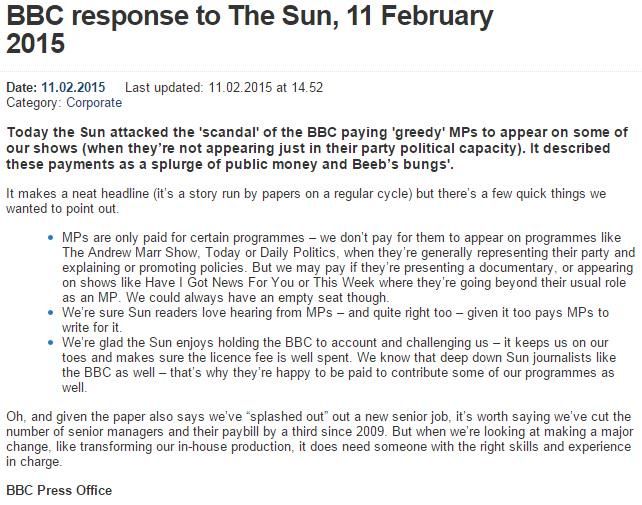 BBC response to The Sun, 11 February
2015
Date: 11.02.2015 Last updated: 11.02.2015 at 14.52
Category: Corporate
Today the Sun attacked the 'scandal' of the BBC paying 'greedy' MPs to appear on some of
our shows (when they're not appearing just in their party political capacity). It described
these payments as a splurge of public money and Beeb's bungs'.
It makes a neat headline (it's a story run by papers on a regular cycle) but there's a few quick things we
wanted to point out.
• MPs are only paid for certain programmes – we don't pay for them to appear on programmes like
The Andrew Marr Show, Today or Daily Politics, when they're generally representing their party and
explaining or promoting policies. But we may pay if they're presenting a documentary, or appearing
on shows like Have I Got News For You or This Week where they're going beyond their usual role
as an MP. We could always have an empty seat though.
• We're sure Sun readers love hearing from MPs – and quite right too – given it too pays MPs to
write for it.
• We're glad the Sun enjoys holding the BBC to account and challenging us – it keeps us on our
toes and makes sure the licence fee is well spent. We know that deep down Sun journalists like
the BBC as well – that's why they're happy to be paid to contribute some of our programmes as
well.
Oh, and given the paper also says we've “splashed out” out a new senior job, it's worth saying we've cut the
number of senior managers and their paybill by a third since 2009. But when we're looking at making a major
change, like transforming our in-house production, it does need someone with the right skills and experience
in charge.
BBC Press Office